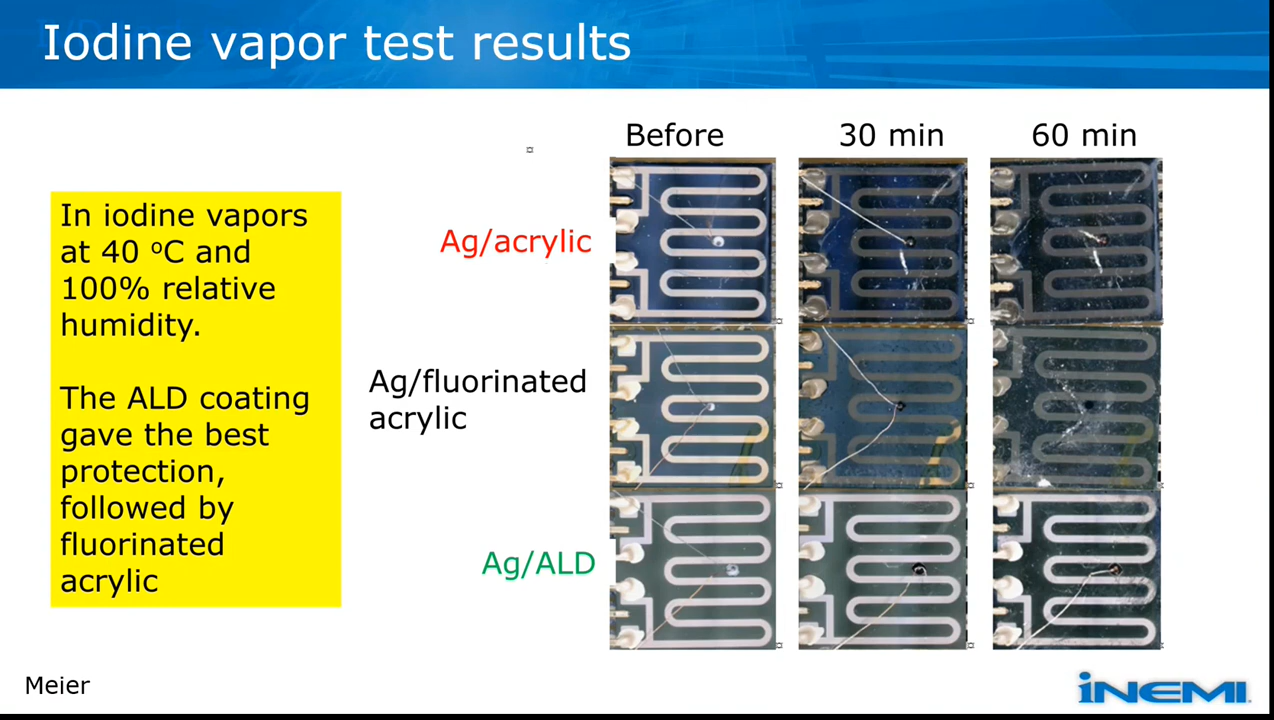 Iodine vapor test results
Before
30 min
60 min
In iodine vapors
at 40 ºC and
100% relative
humidity.
The ALD coating
gave the best
protection,
followed by
fluorinated
acrylic
Ag/acrylic
Ag/fluorinated
acrylic
Ag/ALD
Meier
iNEMI